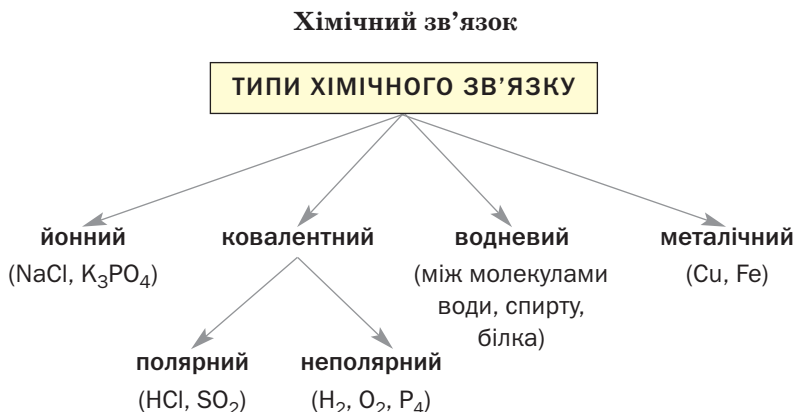 Хімічний зв’язок
ТИПИ ХІМІЧНОГО ЗВ’ЯЗКУ
йонний
(NaCl, K₃PO₄)
ковалентний
водневий
(між молекулами
води, спирту,
білка)
металічний
(Cu, Fe)
полярний
(HCl, SO₂)
неполярний
(H₂, O₂, P₄)